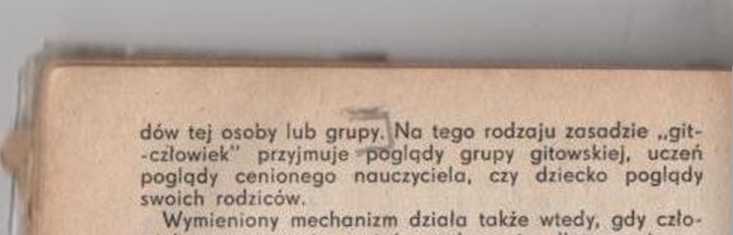 dów tej osoby lub grupy. Na tego rodzaju zasadzie „git-
-człowiek" przyjmuje poglądy grupy gitowskiej, uczeń
poglądy cenionego nauczyciela, czy dziecko poglądy
swoich rodziców.
Wymieniony mechanizm działa także wtedy, gdy czło-